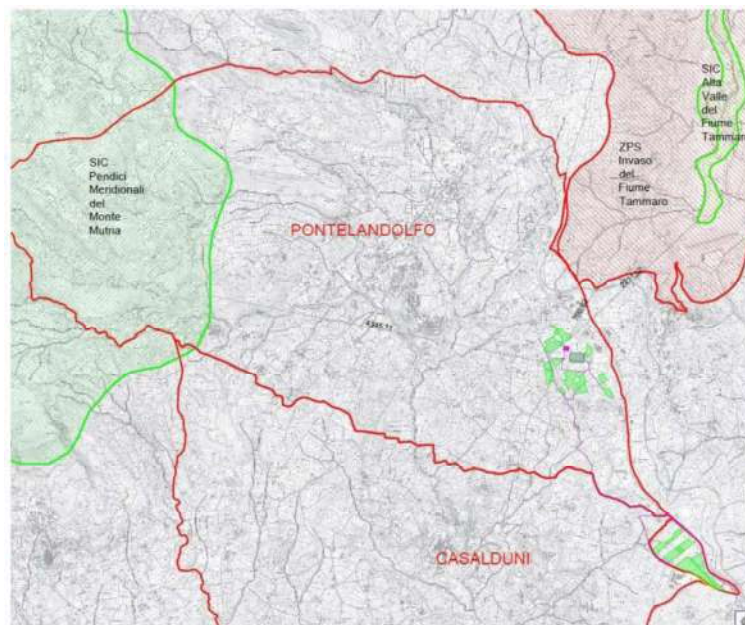 SIC
Alta
Valle
del
Fiume
Tammaro
ZPS
Invaso
del
Fiume
Tammaro
SIC
Pendici
Meridionali
del
Monte
Mutria
PONTELANDOLFO
CASALDUNI